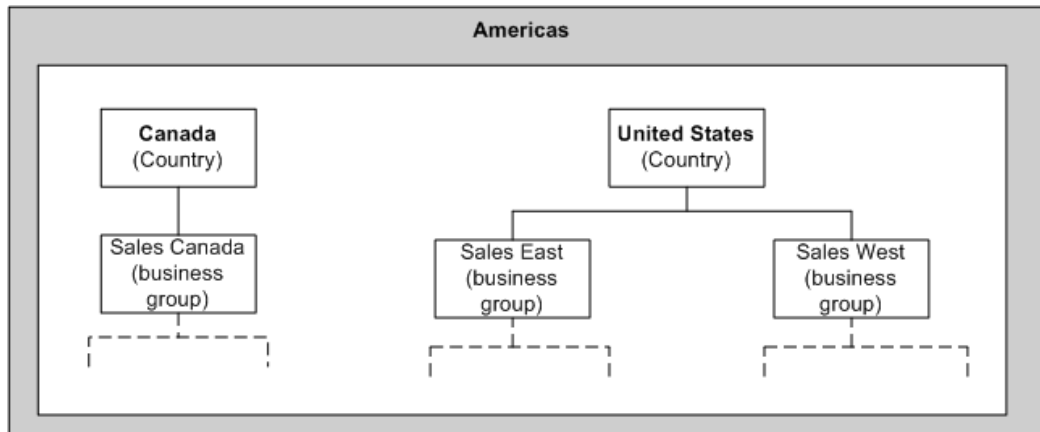 Americas
Canada
(Country)
United States
(Country)
Sales Canada
(business
group)
Sales East
(business
group)
Sales West
(business
group)